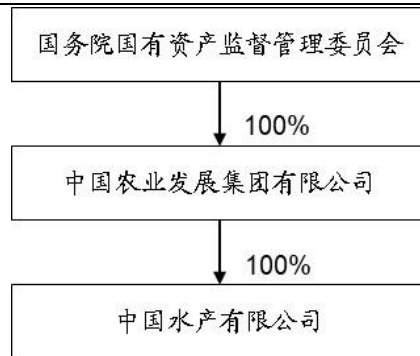 国务院国有资产监督管理委员会
100%
中国农业发展集团有限公司
100%
中国水产有限公司